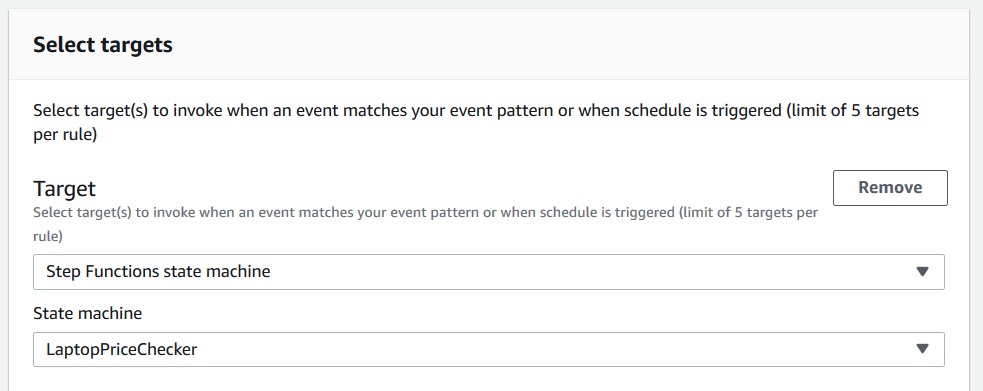 Select targets
Select target(s) to invoke when an event matches your event pattern or when schedule is triggered (limit of 5 targets
per rule)
Target
Remove
Select target(s) to invoke when an event matches your event pattern or when schedule is triggered (limit of 5 targets per
rule)
Step Functions state machine
State machine
LaptopPriceChecker